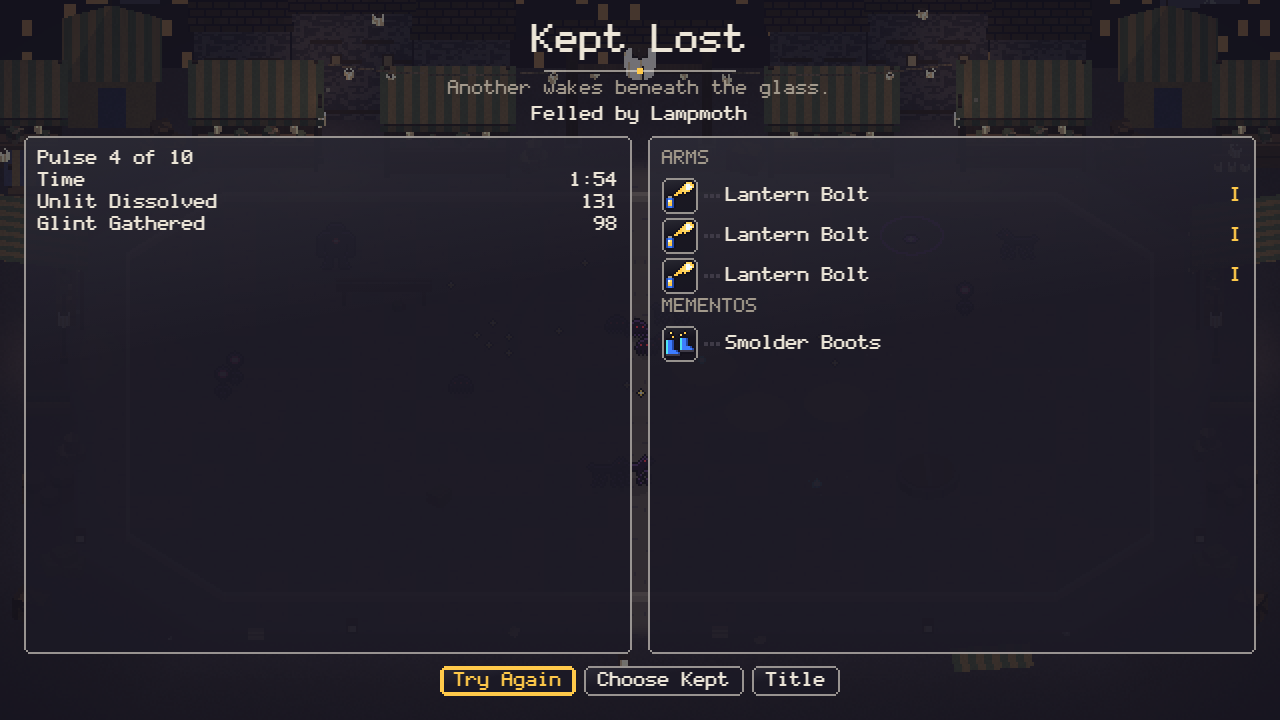 Kept Lost
Another wakes beneath the glass.
Felled by Lampmoth
Pulse 4 of 10
Time 1:54
Unlit Dissolved 131
Glint Gathered 98
ARMS
Lantern Bolt I
Lantern Bolt I
Lantern Bolt I
MEMENTOS
Smolder Boots
Try Again
Choose Kept
Title